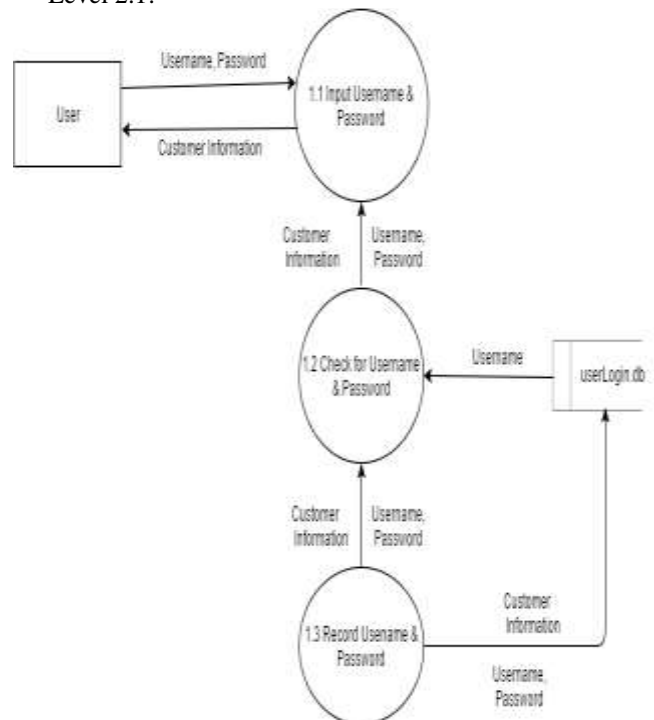 Level 2.1:
Username, Password
User
1.1 Input Username &
Password
Customer Information
Customer
Information
Username,
Password
1.2 Check for Username
& Password
Username
userLogin.db
Customer
Information
Username,
Password
1.3 Record Usename &
Password
Customer
Information
Username,
Password